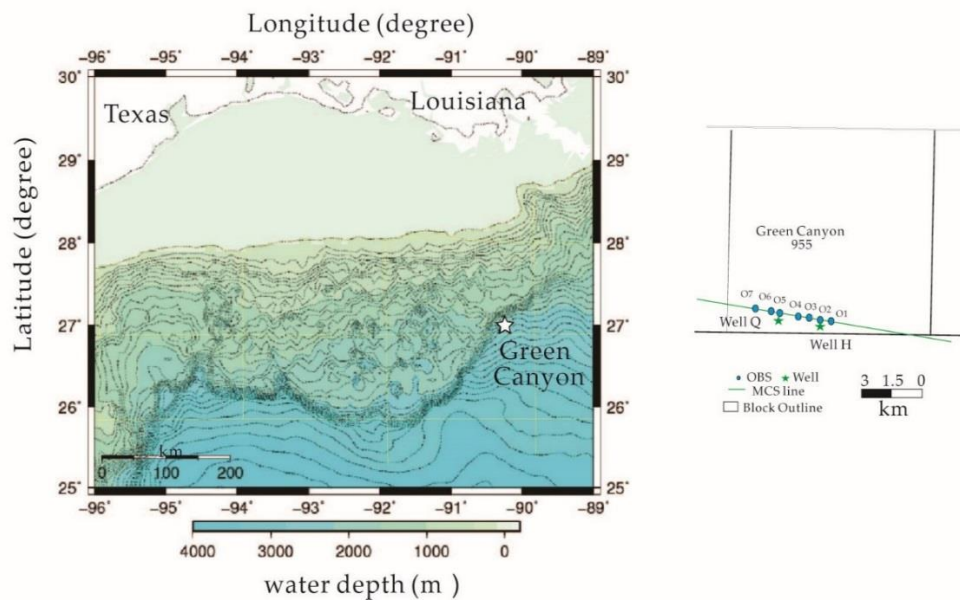 Longitude (degree)
−96° −95° −94° −93° −92° −91° −90° −89°
30° 30°
Texas Louisiana
29° 29°
28° 28°
27° 27°
Green
Canyon
26° 26°
km
0 100 200
25° 25°
−96° −95° −94° −93° −92° −91° −90° −89°
Latitude (degree)
4000 3000 2000 1000 0
water depth (m )
Green Canyon
955
O7 O6 O5 O4 O3 O2 O1
Well Q
Well H
OBS Well
MCS line
Block Outline
3 1.5 0
km